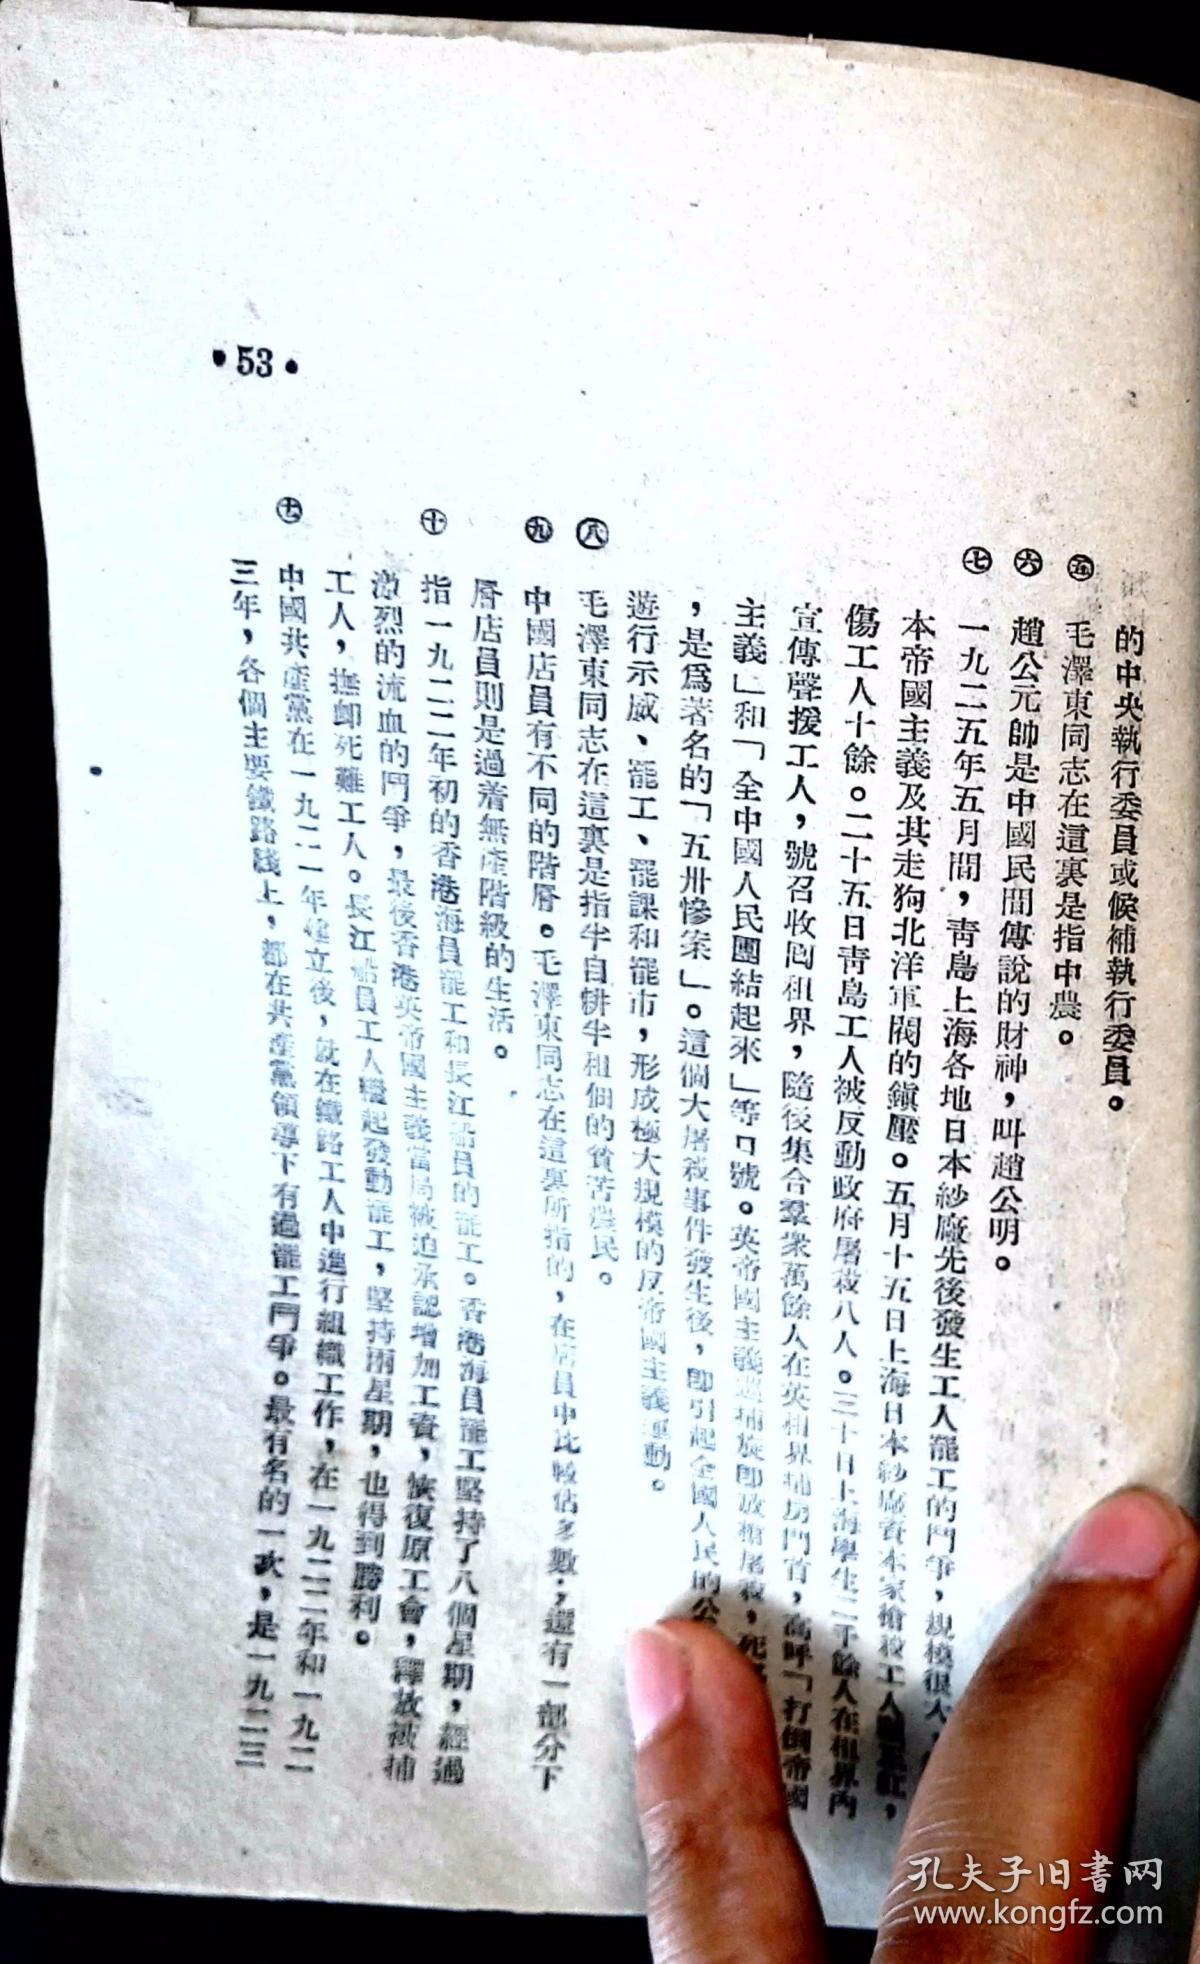 的中央執行委員或候補執行委員。
㊄ 毛澤東同志在這裏是指中農。
㊅ 趙公元帥是中國民間傳說的財神，叫趙公明。
㊆ 一九二五年五月間，靑島上海各地日本紗廠先後發生工人罷工的鬥爭，規模很大
本帝國主義及其走狗北洋軍閥的鎭壓。五月十五日上海日本紗廠資本家槍殺工人
傷工人十餘。二十五日靑島工人被反動政府屠殺八人。三十日上海學生二千餘人在租界內
宣傳聲援工人，號召收囘租界，隨後集合羣衆萬餘人在英租界捕房門首，高呼「打倒帝國
主義」和「全中國人民團結起來」等口號。英帝國主義巡捕旋卽放槍屠殺，死
，是爲著名的「五卅慘案」。這個大屠殺事件發生後，卽引起全國人民的公
遊行示威、罷工、罷課和罷市，形成極大規模的反帝國主義運動。
㊇ 毛澤東同志在這裏是指半自耕半租佃的貧苦農民。
㊈ 中國店員有不同的階層。毛澤東同志在這裏所指的，在店員中比較佔多數；還有一部分下
層店員則是過着無產階級的生活。
㊉ 指一九二二年初的香港海員罷工和長江船員的罷工。香港海員罷工堅持了八個星期，經過
激烈的流血的鬥爭，最後香港英帝國主義當局被迫承認增加工資，恢復原工會，釋放被捕
工人，撫卹死難工人。長江船員工人繼起發動罷工，堅持兩星期，也得到勝利。
十一 中國共產黨在一九二一年建立後，就在鐵路工人中進行組織工作，在一九二二年和一九二
三年，各個主要鐵路綫上，都在共產黨領導下有過罷工鬥爭。最有名的一次，是一九二三
•53•
孔夫子旧書网
www.kongfz.com